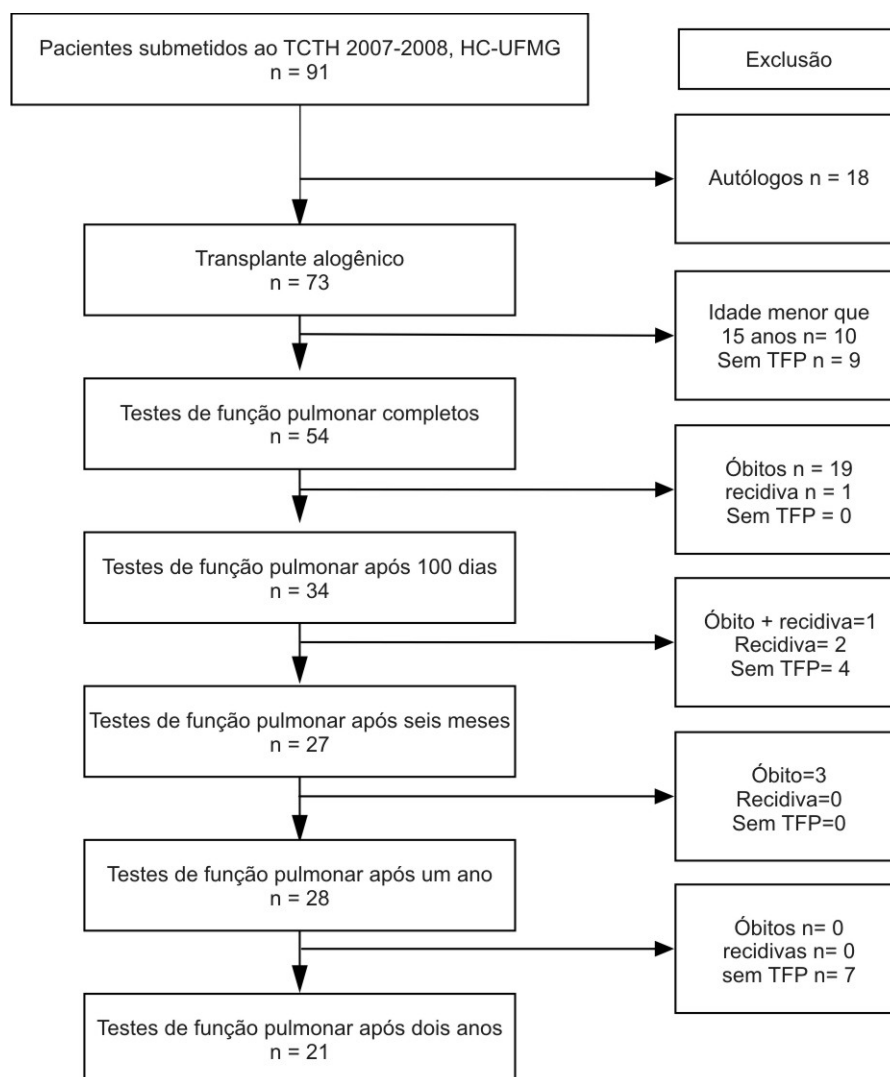 Pacientes submetidos ao TCTH 2007-2008, HC-UFMG
n = 91
Exclusão
Autólogos n = 18
Transplante alogênico
n = 73
Idade menor que
15 anos n= 10
Sem TFP n = 9
Testes de função pulmonar completos
n = 54
Óbitos n = 19
recidiva n = 1
Sem TFP = 0
Testes de função pulmonar após 100 dias
n = 34
Óbito + recidiva=1
Recidiva= 2
Sem TFP= 4
Testes de função pulmonar após seis meses
n = 27
Óbito=3
Recidiva=0
Sem TFP=0
Testes de função pulmonar após um ano
n = 28
Óbitos n= 0
recidivas n= 0
sem TFP n= 7
Testes de função pulmonar após dois anos
n = 21